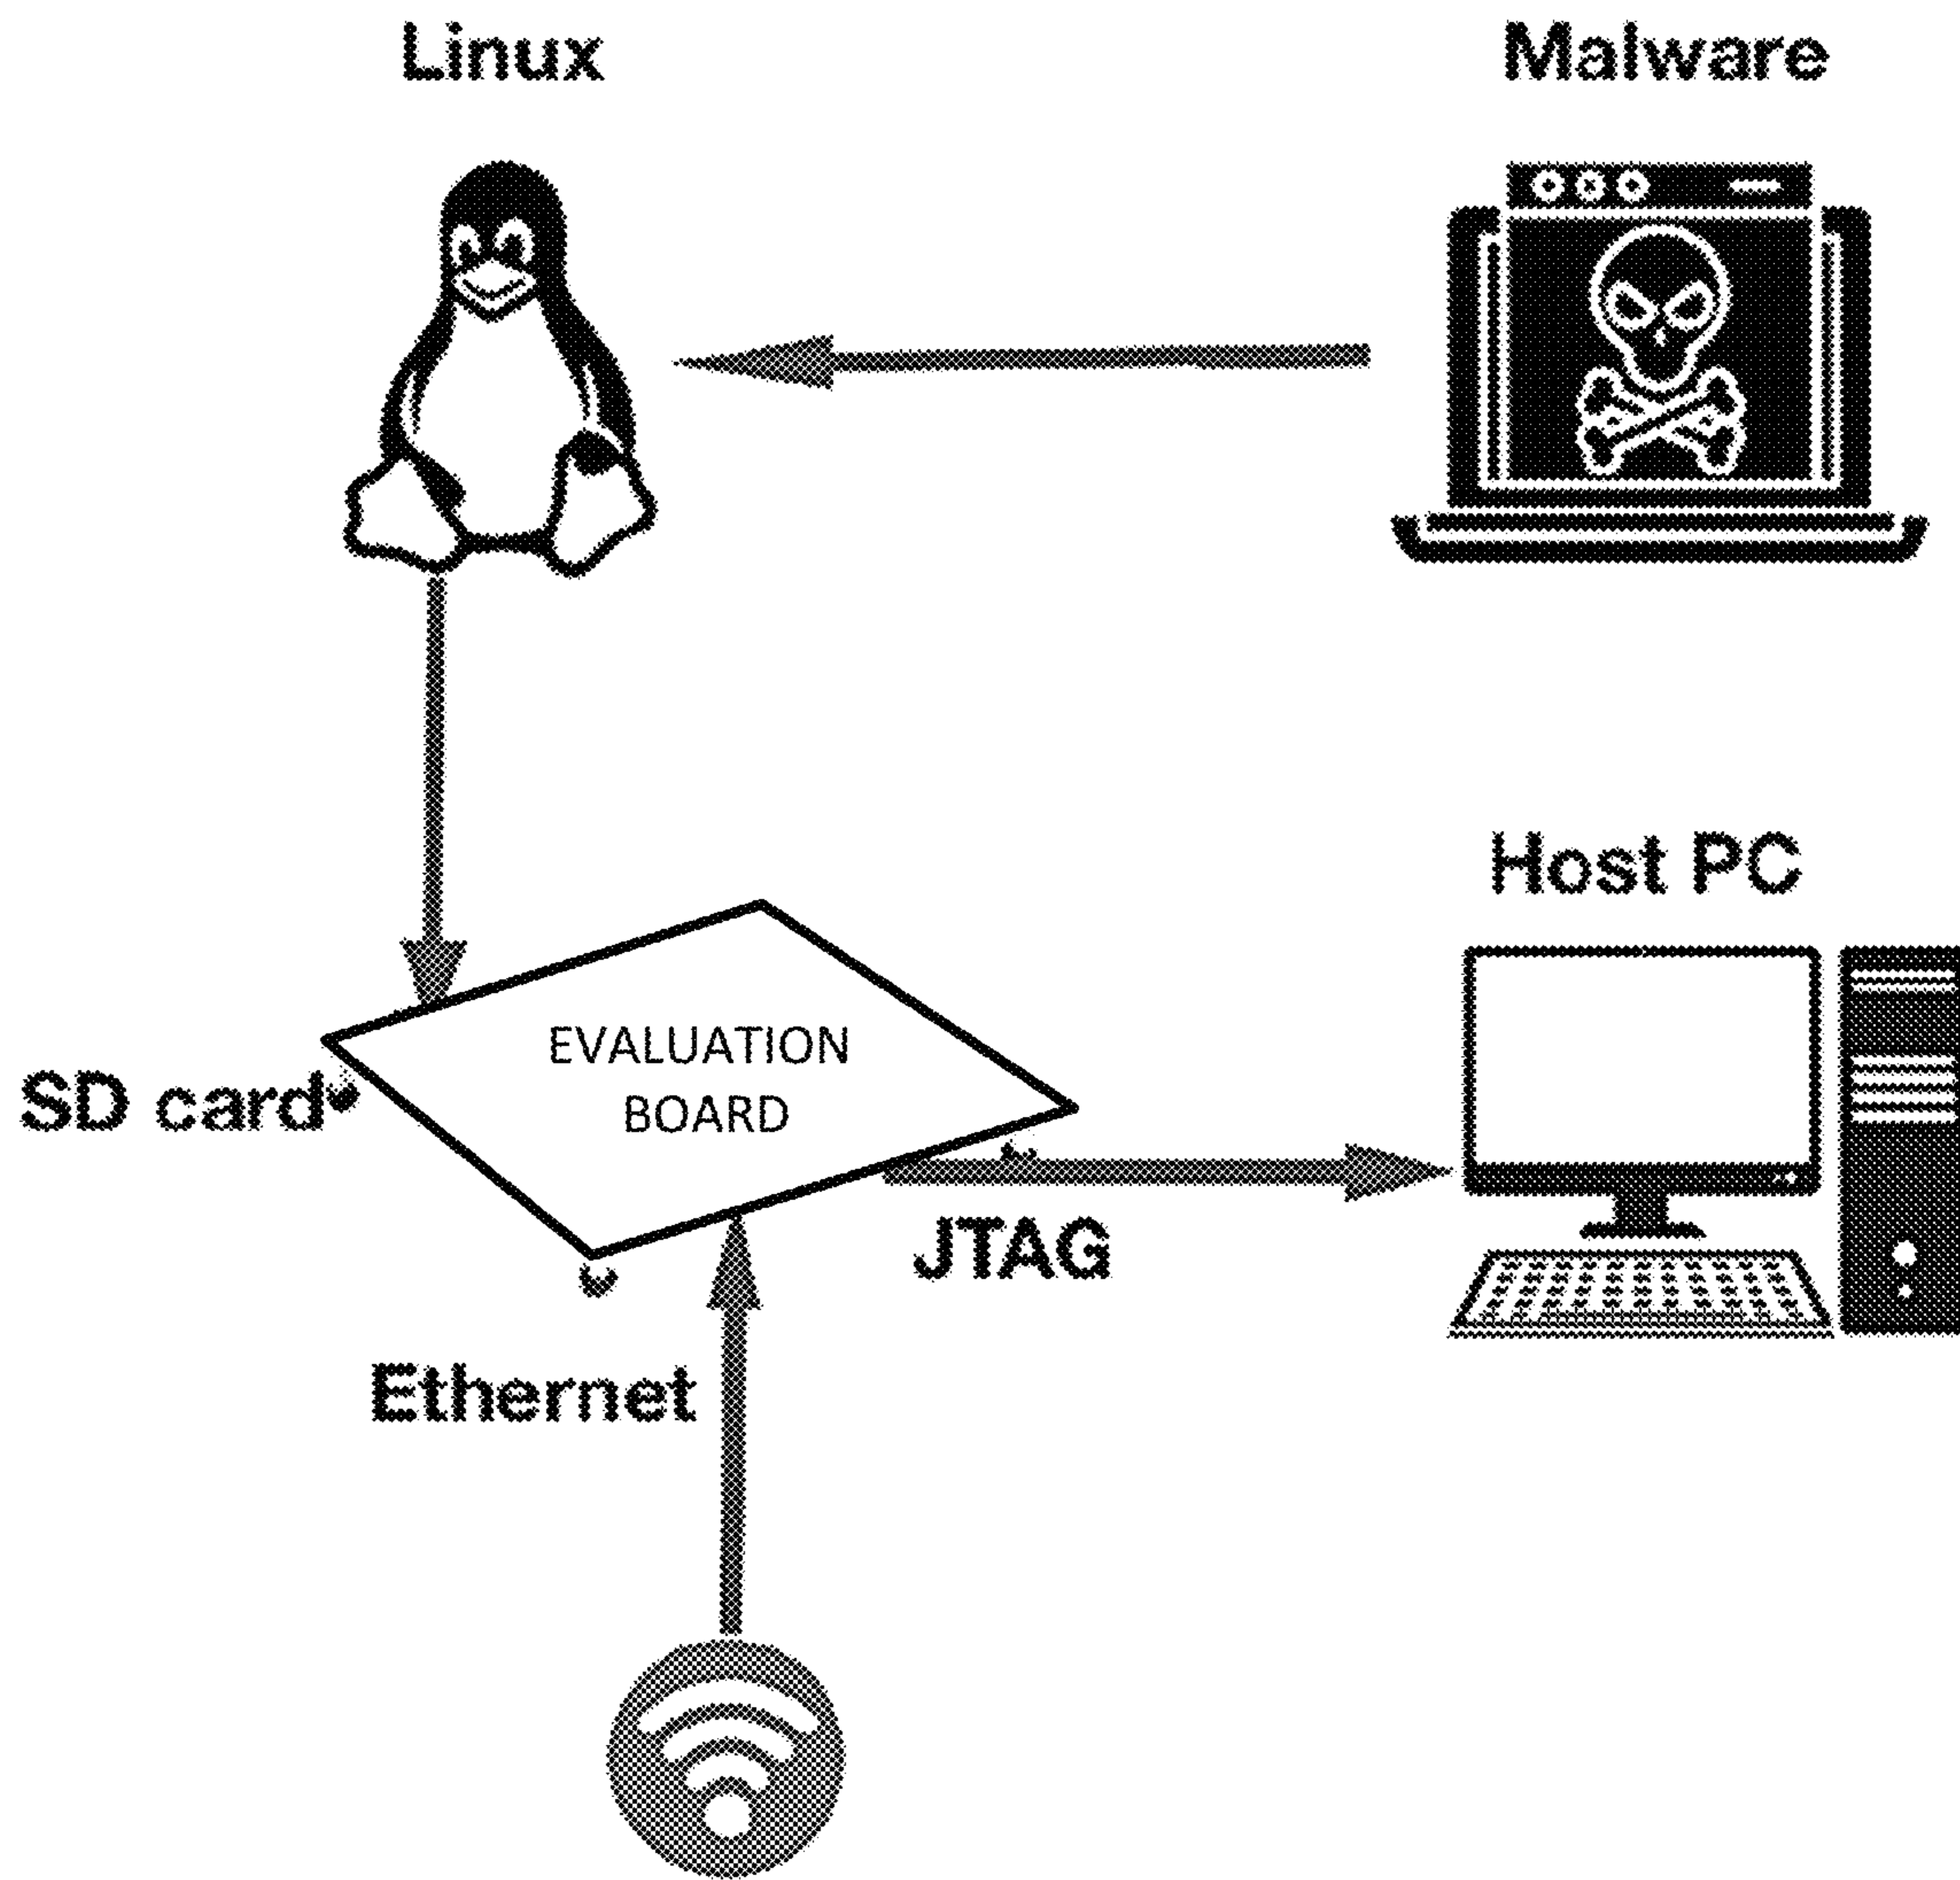 Linux
Malware
Host PC
EVALUATION
BOARD
SD card
JTAG
Ethernet